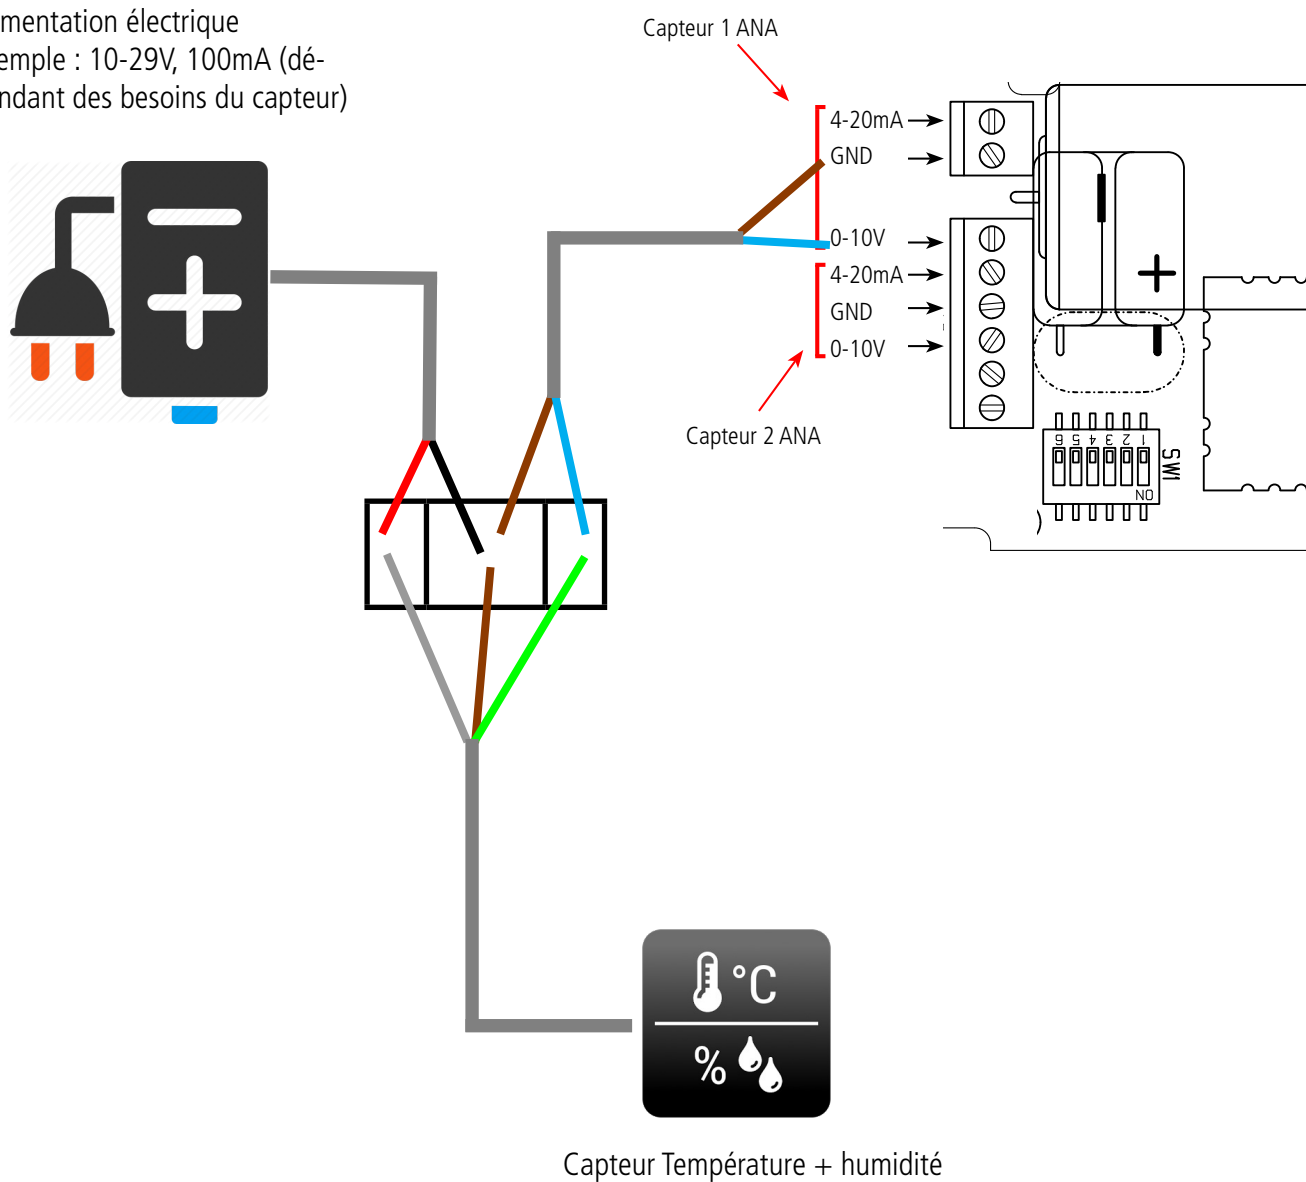 mentation électrique
emple : 10-29V, 100mA (dé-
ndant des besoins du capteur)
Capteur 1 ANA
4-20mA
GND
0-10V
4-20mA
GND
0-10V
Capteur 2 ANA
6 5 4 3 2 1
ON
SW1
°C
%
Capteur Température + humidité